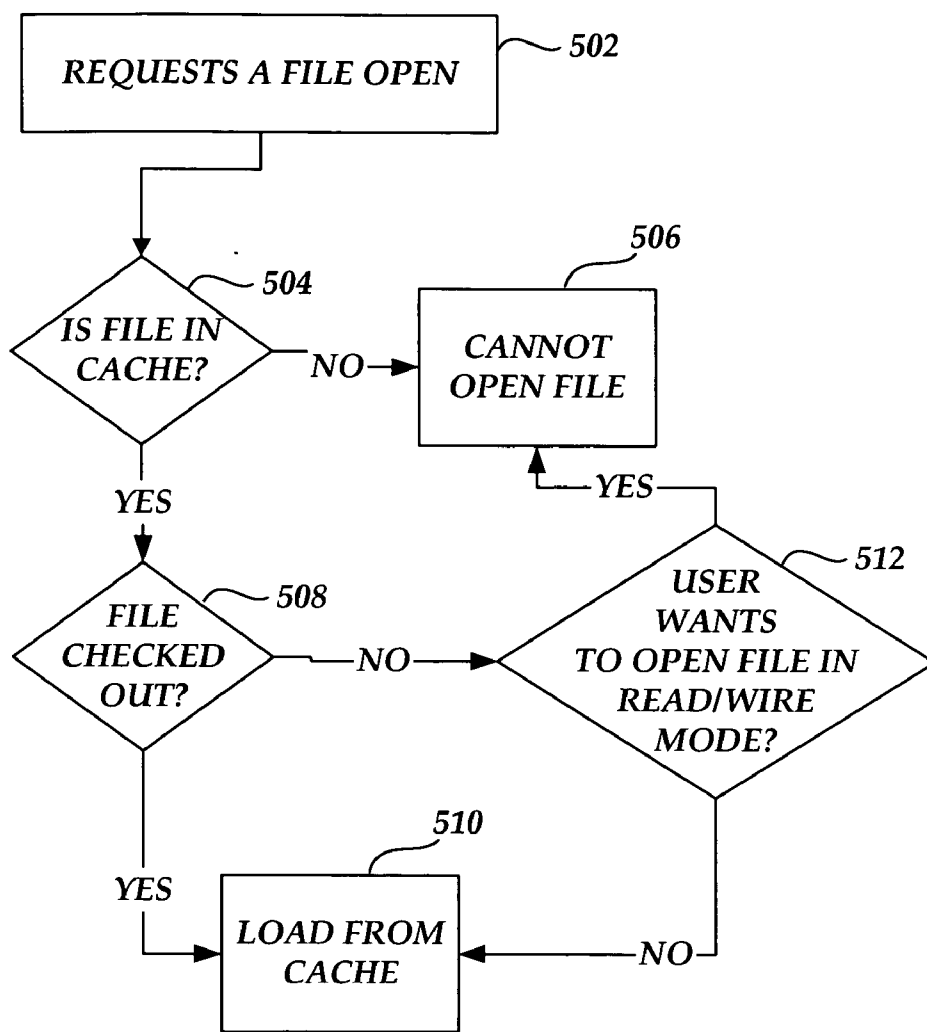 REQUESTS A FILE OPEN
502
504
IS FILE IN
CACHE?
NO
506
CANNOT
OPEN FILE
YES
YES
508
FILE
CHECKED
OUT?
NO
512
USER
WANTS
TO OPEN FILE IN
READ/WIRE
MODE?
YES
510
LOAD FROM
CACHE
NO